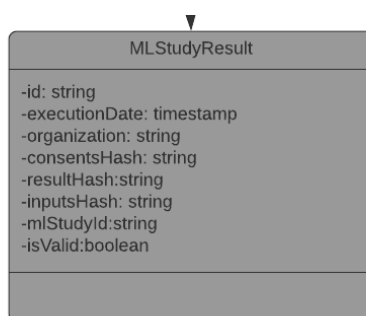 MLStudyResult
-id: string
-executionDate: timestamp
-organization: string
-consentsHash: string
-resultHash:string
-inputsHash: string
-mlStudyId:string
-isValid:boolean